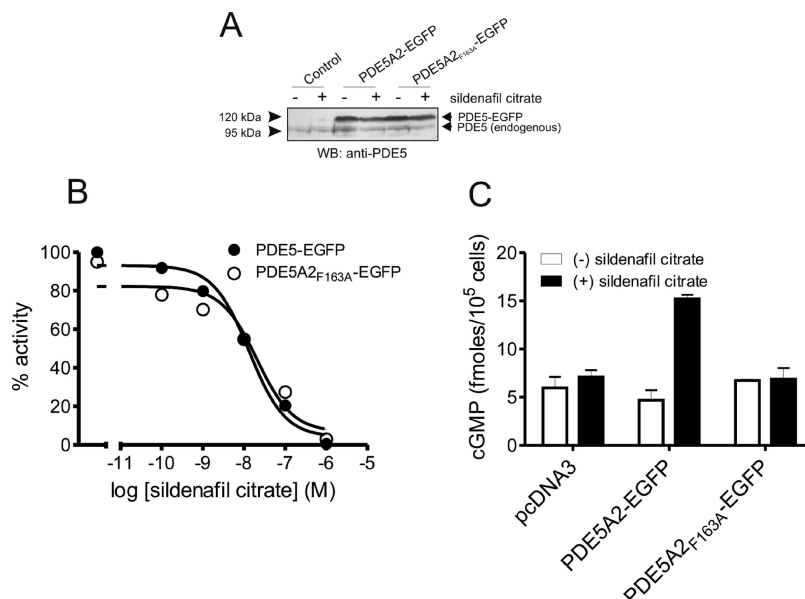 A
Control
PDE5A2-EGFP
PDE5A2F163A-EGFP
- + - + - + sildenafil citrate
120 kDa
PDE5-EGFP
95 kDa
PDE5 (endogenous)
WB: anti-PDE5
B
PDE5-EGFP
PDE5A2F163A-EGFP
% activity
100
80
60
40
20
0
-11 -10 -9 -8 -7 -6 -5
log [sildenafil citrate] (M)
C
(-) sildenafil citrate
(+) sildenafil citrate
cGMP (fmoles/10⁵ cells)
20
15
10
5
0
pcDNA3
PDE5A2-EGFP
PDE5A2F163A-EGFP